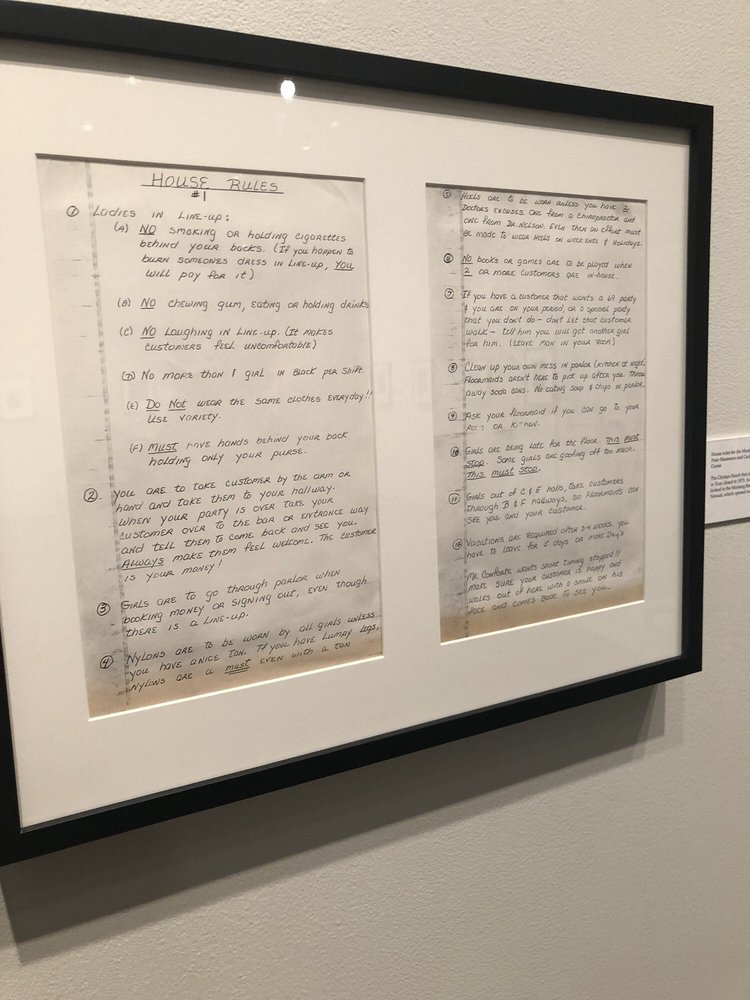 HOUSE RULES
#1
① Ladies in Line-up:
(A) NO smoking or holding cigarettes
behind your backs. (If you happen to
burn someones dress in Line-up, you
will pay for it)
(B) NO chewing gum, eating or holding drinks
(C) NO Laughing in Line-up. (It makes
customers feel uncomfortable)
(D) No more than 1 girl in Black per shift.
(E) Do Not wear the same clothes everyday!!
Use variety.
(F) Must have hands behind your back
holding only your purse.
② you are to take customer by the arm or
hand and take them to your hallway.
When your party is over take your
customer over to the bar or entrance way
and tell them to come back and see you.
Always make them feel welcome. The customer
is your money!
③ Girls are to go through parlor when
booking money or signing out, even though
there is a Line-up.
④ Nylons are to be worn by all girls unless
you have a nice tan. If you have Lumpy legs,
nylons are a must even with a tan
⑤ Heels are to be worn unless you have 2
Doctor's excuses. One from a chiropractor and
one from Dr. Nelson. Even then an effort must
be made to wear heels on weekends & Holidays.
⑥ No books or games are to be played when
2 or more customers are in-house.
⑦ If you have a customer that wants a 69 party
& you are on your period, or a special party
that you don't do - don't let that customer
walk - tell him you will get another girl
for him. (Leave man in your room)
⑧ Clean up your own mess in parlor (kitchen at night)
Floormaids aren't here to pick up after you. Throw
away soda cans. No eating soup & chips in parlor.
⑨ Ask your floormaid if you can go to your
Room or Kitchen.
⑩ Girls are being late for the floor. This must
stop. Some girls are goofing off too much.
This must stop.
⑪ Girls out of C & E halls, take customers
through B & F hallways, so Floormaids can
see you and your customer.
⑫ Vacations are required after 3-4 weeks. you
have to leave for 5 days or more Day's
Mr. Conforte wants short timing stopped!!
make sure your customer is happy and
walks out of here with a smile on his
face and comes back to see you.
House rules for the
Peter
The Chicken Ranch
in Texas closed in 1973,
Nevada, which opened